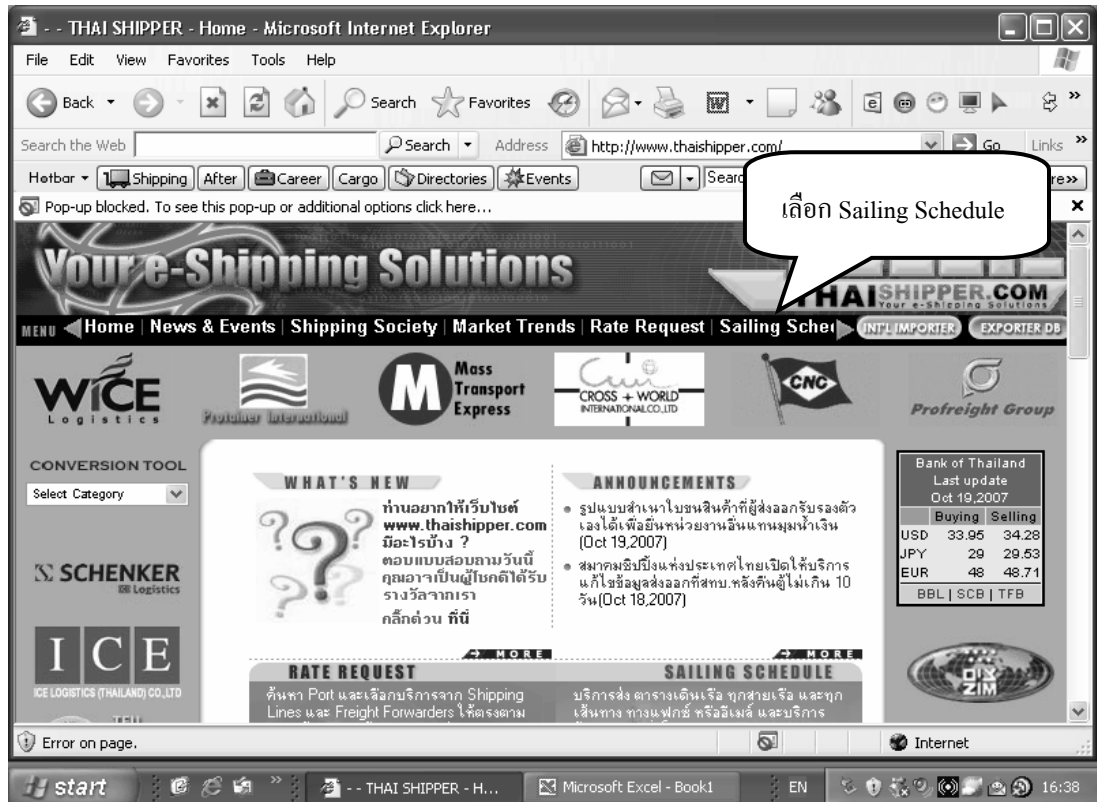 - - THAI SHIPPER - Home - Microsoft Internet Explorer
File Edit View Favorites Tools Help
Back Search Favorites
Search the Web Search Address http://www.thaishipper.com/ Go Links
Hotbar Shipping After Career Cargo Directories Events
Pop-up blocked. To see this pop-up or additional options click here...
เลือก Sailing Schedule
Your e-Shipping Solutions
THAISHIPPER.COM
Your e-Shipping Solutions
MENU Home | News & Events | Shipping Society | Market Trends | Rate Request | Sailing Sche
INT'L IMPORTER EXPORTER DB
WICE
Logistics
Protainer International
M Mass
Transport
Express
CROSS + WORLD
INTERNATIONAL CO.,LTD
CNC
Profreight Group
CONVERSION TOOL
Select Category
SCHENKER
Logistics
ICE
ICE LOGISTICS (THAILAND) CO.,LTD
WHAT'S NEW
ท่านอยากให้เว็บไซต์
www.thaishipper.com
มีอะไรบ้าง ?
ตอบแบบสอบถามวันนี้
คุณอาจเป็นผู้โชคดีได้รับ
รางวัลจากเรา
คลิ๊กด่วน ที่นี่
MORE
ANNOUNCEMENTS
รูปแบบสำเนาใบขนสินค้าที่ผู้ส่งออกรับรองตัว
เองได้เพื่อยื่นหน่วยงานอื่นแทนมุมน้ำเงิน
(Oct 19,2007)
สมาคมชิปปิ้งแห่งประเทศไทยเปิดให้บริการ
แก้ไขข้อมูลส่งออกที่สทบ.หลังคืนตู้ไม่เกิน 10
วัน(Oct 18,2007)
MORE
Bank of Thailand
Last update
Oct 19,2007
Buying Selling
USD 33.95 34.28
JPY 29 29.53
EUR 48 48.71
BBL | SCB | TFB
ZIM
RATE REQUEST
ค้นหา Port และเลือกบริการจาก Shipping
Lines และ Freight Forwarders ให้ตรงตาม
SAILING SCHEDULE
บริการส่ง ตารางเดินเรือ ทุกสายเรือ และทุก
เส้นทาง ทางแฟกซ์ หรืออีเมล์ และบริการ
Error on page. Internet
start - - THAI SHIPPER - H... Microsoft Excel - Book1 EN 16:38